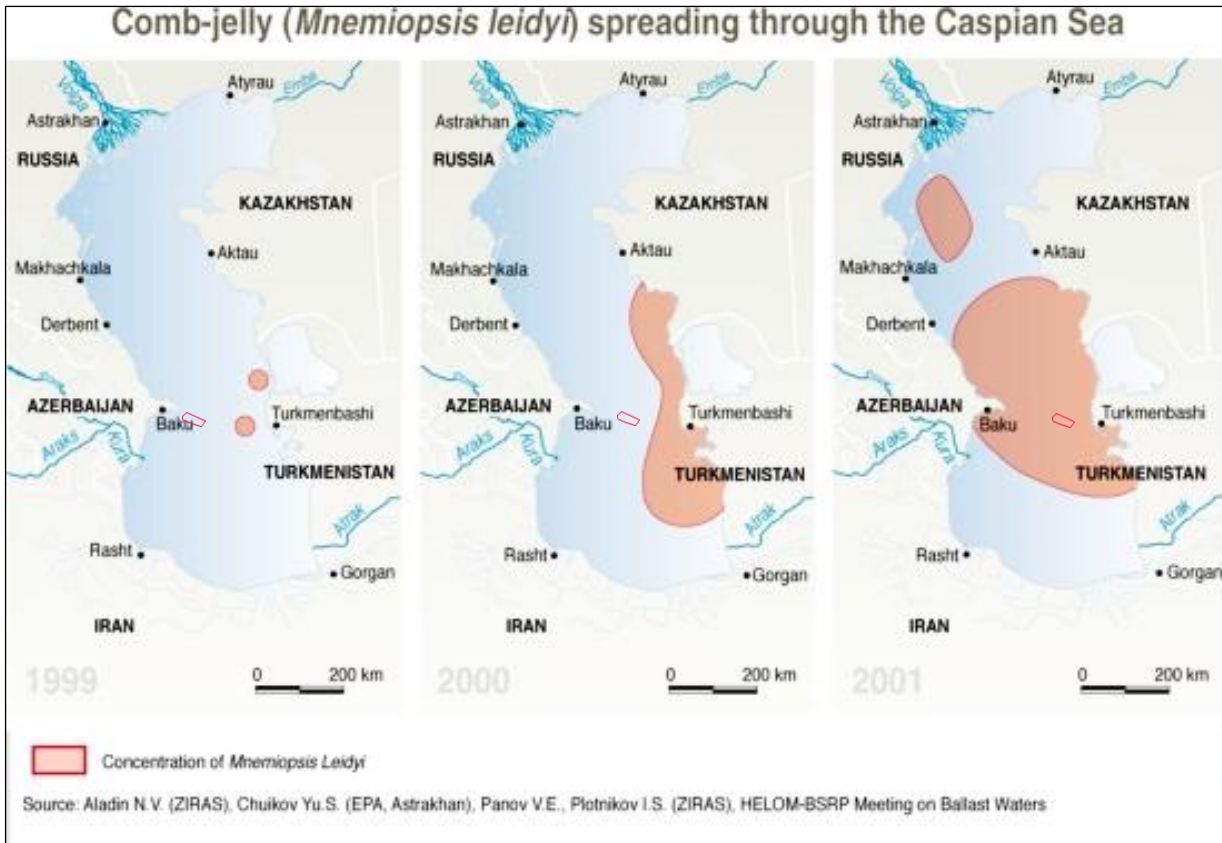 Comb-jelly (Mnemiopsis leidyi) spreading through the Caspian Sea
Atyrau
Volga
Emba
Astrakhan
RUSSIA
KAZAKHSTAN
Aktau
Makhachkala
Derbent
AZERBAIJAN
Baku
Turkmenbashi
Araks
Kura
TURKMENISTAN
Atrak
Rasht
Gorgan
IRAN
1999
0 200 km
Atyrau
Volga
Emba
Astrakhan
RUSSIA
KAZAKHSTAN
Aktau
Makhachkala
Derbent
AZERBAIJAN
Baku
Turkmenbashi
Araks
Kura
TURKMENISTAN
Atrak
Rasht
Gorgan
IRAN
2000
0 200 km
Atyrau
Volga
Emba
Astrakhan
RUSSIA
KAZAKHSTAN
Aktau
Makhachkala
Derbent
AZERBAIJAN
Baku
Turkmenbashi
Araks
Kura
TURKMENISTAN
Atrak
Rasht
Gorgan
IRAN
2001
0 200 km
Concentration of Mnemiopsis Leidyi
Source: Aladin N.V. (ZIRAS), Chuikov Yu.S. (EPA, Astrakhan), Panov V.E., Plotnikov I.S. (ZIRAS), HELOM-BSRP Meeting on Ballast Waters